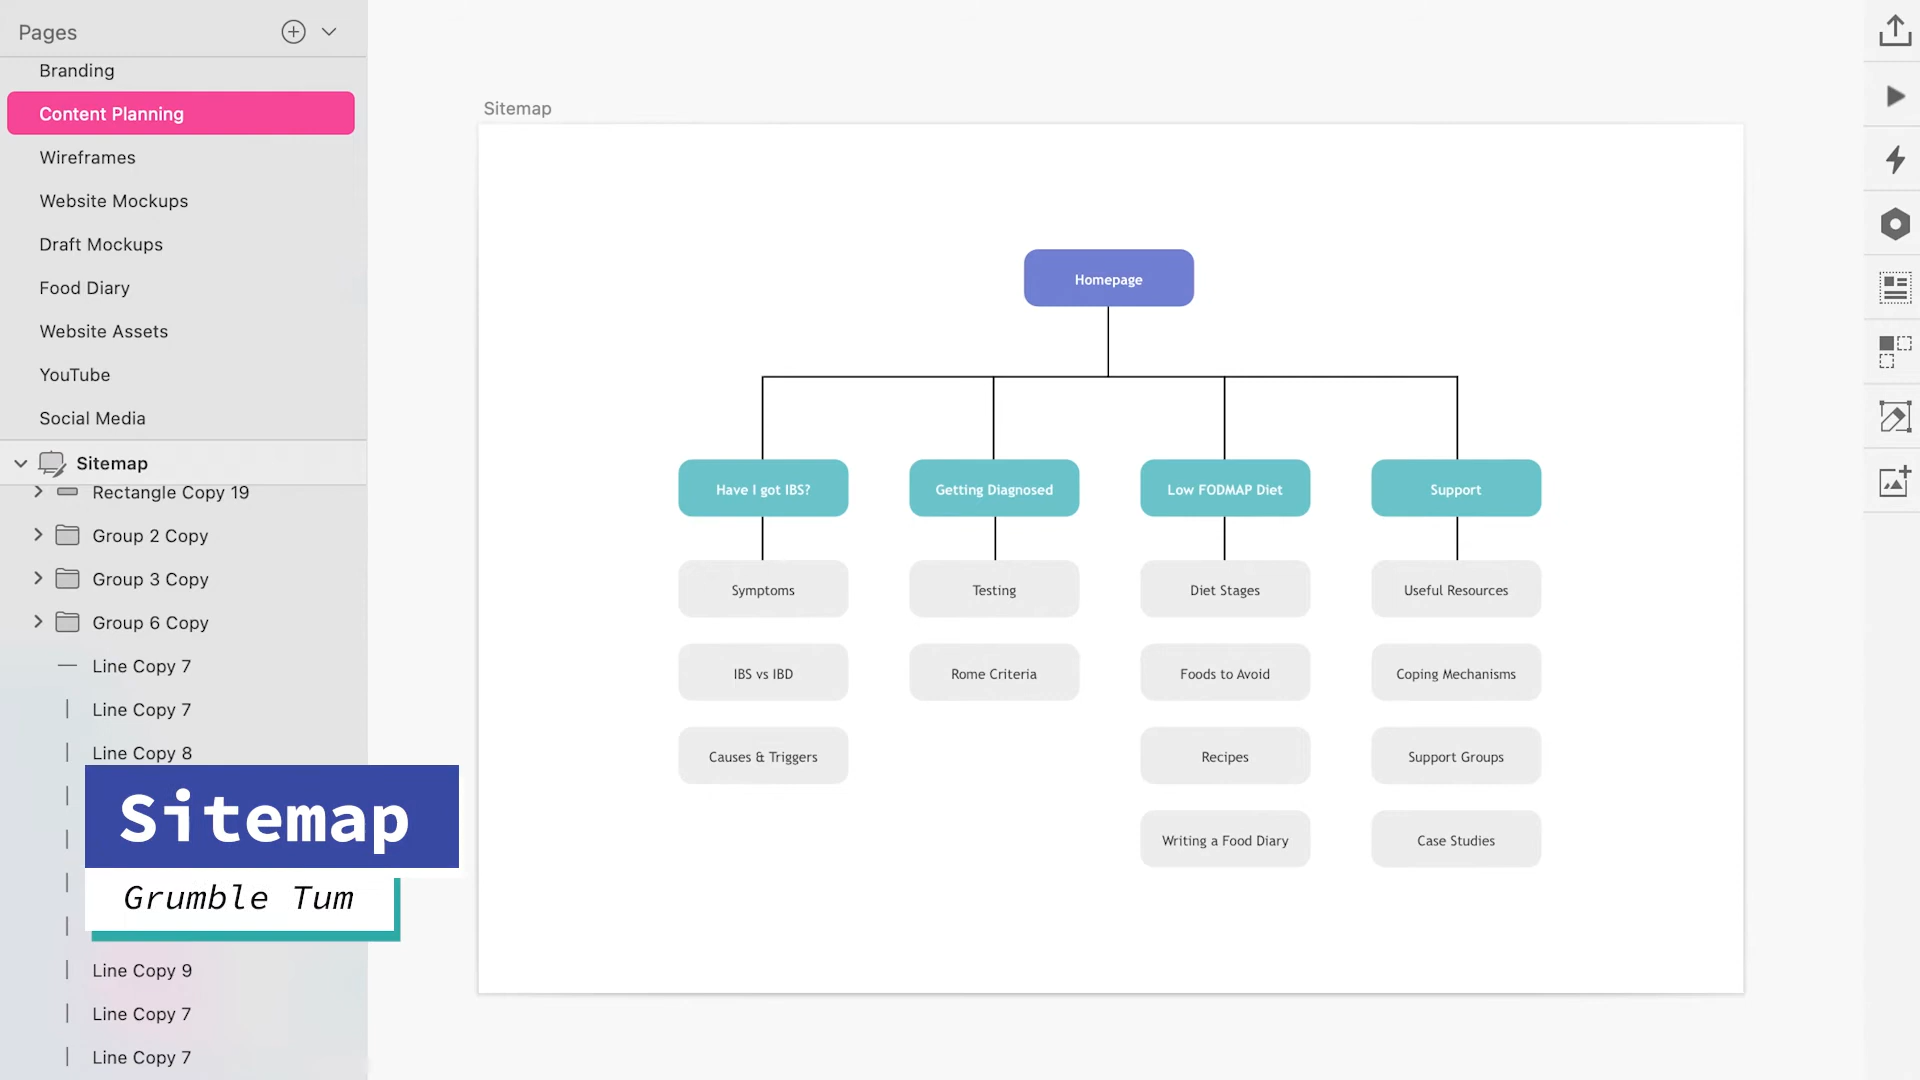 Pages
Branding
Content Planning
Wireframes
Website Mockups
Draft Mockups
Food Diary
Website Assets
YouTube
Social Media
Sitemap
Rectangle Copy 19
Group 2 Copy
Group 3 Copy
Group 6 Copy
Line Copy 7
Line Copy 7
Line Copy 8
Sitemap
Grumble Tum
Line Copy 9
Line Copy 7
Line Copy 7
Sitemap
Homepage
Have I got IBS?
Getting Diagnosed
Low FODMAP Diet
Support
Symptoms
Testing
Diet Stages
Useful Resources
IBS vs IBD
Rome Criteria
Foods to Avoid
Coping Mechanisms
Causes & Triggers
Recipes
Support Groups
Writing a Food Diary
Case Studies